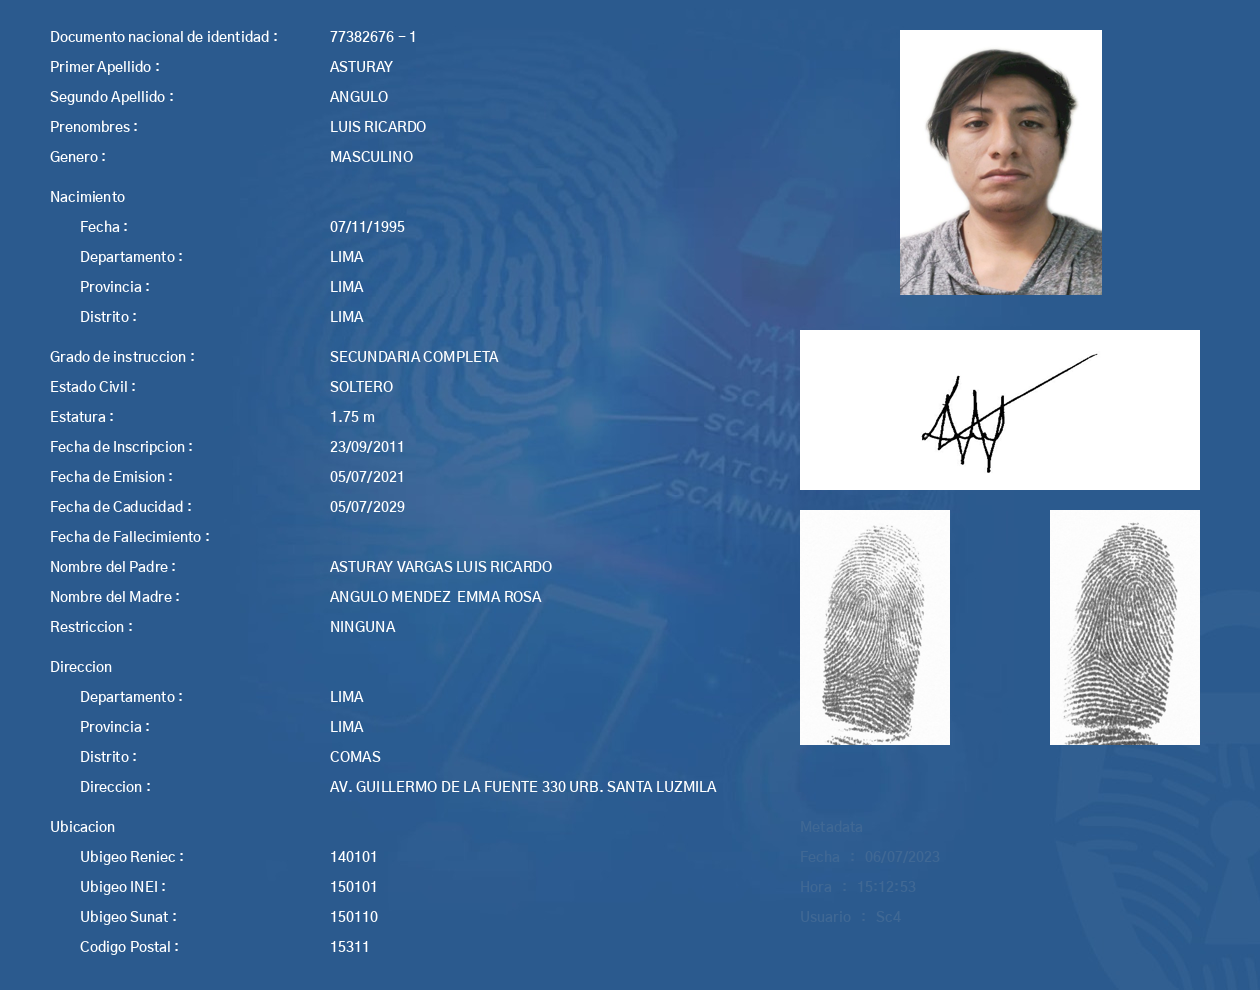 Documento nacional de identidad : 77382676 - 1
Primer Apellido : ASTURAY
Segundo Apellido : ANGULO
Prenombres : LUIS RICARDO
Genero : MASCULINO
Nacimiento
Fecha : 07/11/1995
Departamento : LIMA
Provincia : LIMA
Distrito : LIMA
Grado de instruccion : SECUNDARIA COMPLETA
Estado Civil : SOLTERO
Estatura : 1.75 m
Fecha de Inscripcion : 23/09/2011
Fecha de Emision : 05/07/2021
Fecha de Caducidad : 05/07/2029
Fecha de Fallecimiento :
Nombre del Padre : ASTURAY VARGAS LUIS RICARDO
Nombre del Madre : ANGULO MENDEZ EMMA ROSA
Restriccion : NINGUNA
Direccion
Departamento : LIMA
Provincia : LIMA
Distrito : COMAS
Direccion : AV. GUILLERMO DE LA FUENTE 330 URB. SANTA LUZMILA
Ubicacion
Ubigeo Reniec : 140101
Ubigeo INEI : 150101
Ubigeo Sunat : 150110
Codigo Postal : 15311
MATCH
Metadata
Fecha : 06/07/2023
Hora : 15:12:53
Usuario : Sc4